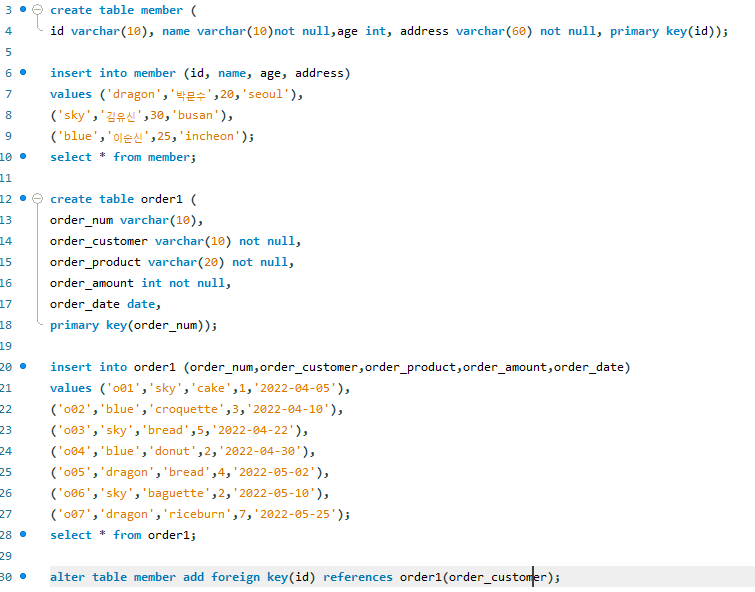 3 create table member (
4 id varchar(10), name varchar(10)not null,age int, address varchar(60) not null, primary key(id));
5
6 insert into member (id, name, age, address)
7 values ('dragon','박문수',20,'seoul'),
8 ('sky','김유신',30,'busan'),
9 ('blue','이순신',25,'incheon');
10 select * from member;
11
12 create table order1 (
13 order_num varchar(10),
14 order_customer varchar(10) not null,
15 order_product varchar(20) not null,
16 order_amount int not null,
17 order_date date,
18 primary key(order_num));
19
20 insert into order1 (order_num,order_customer,order_product,order_amount,order_date)
21 values ('o01','sky','cake',1,'2022-04-05'),
22 ('o02','blue','croquette',3,'2022-04-10'),
23 ('o03','sky','bread',5,'2022-04-22'),
24 ('o04','blue','donut',2,'2022-04-30'),
25 ('o05','dragon','bread',4,'2022-05-02'),
26 ('o06','sky','baguette',2,'2022-05-10'),
27 ('o07','dragon','riceburn',7,'2022-05-25');
28 select * from order1;
29
30 alter table member add foreign key(id) references order1(order_customer);